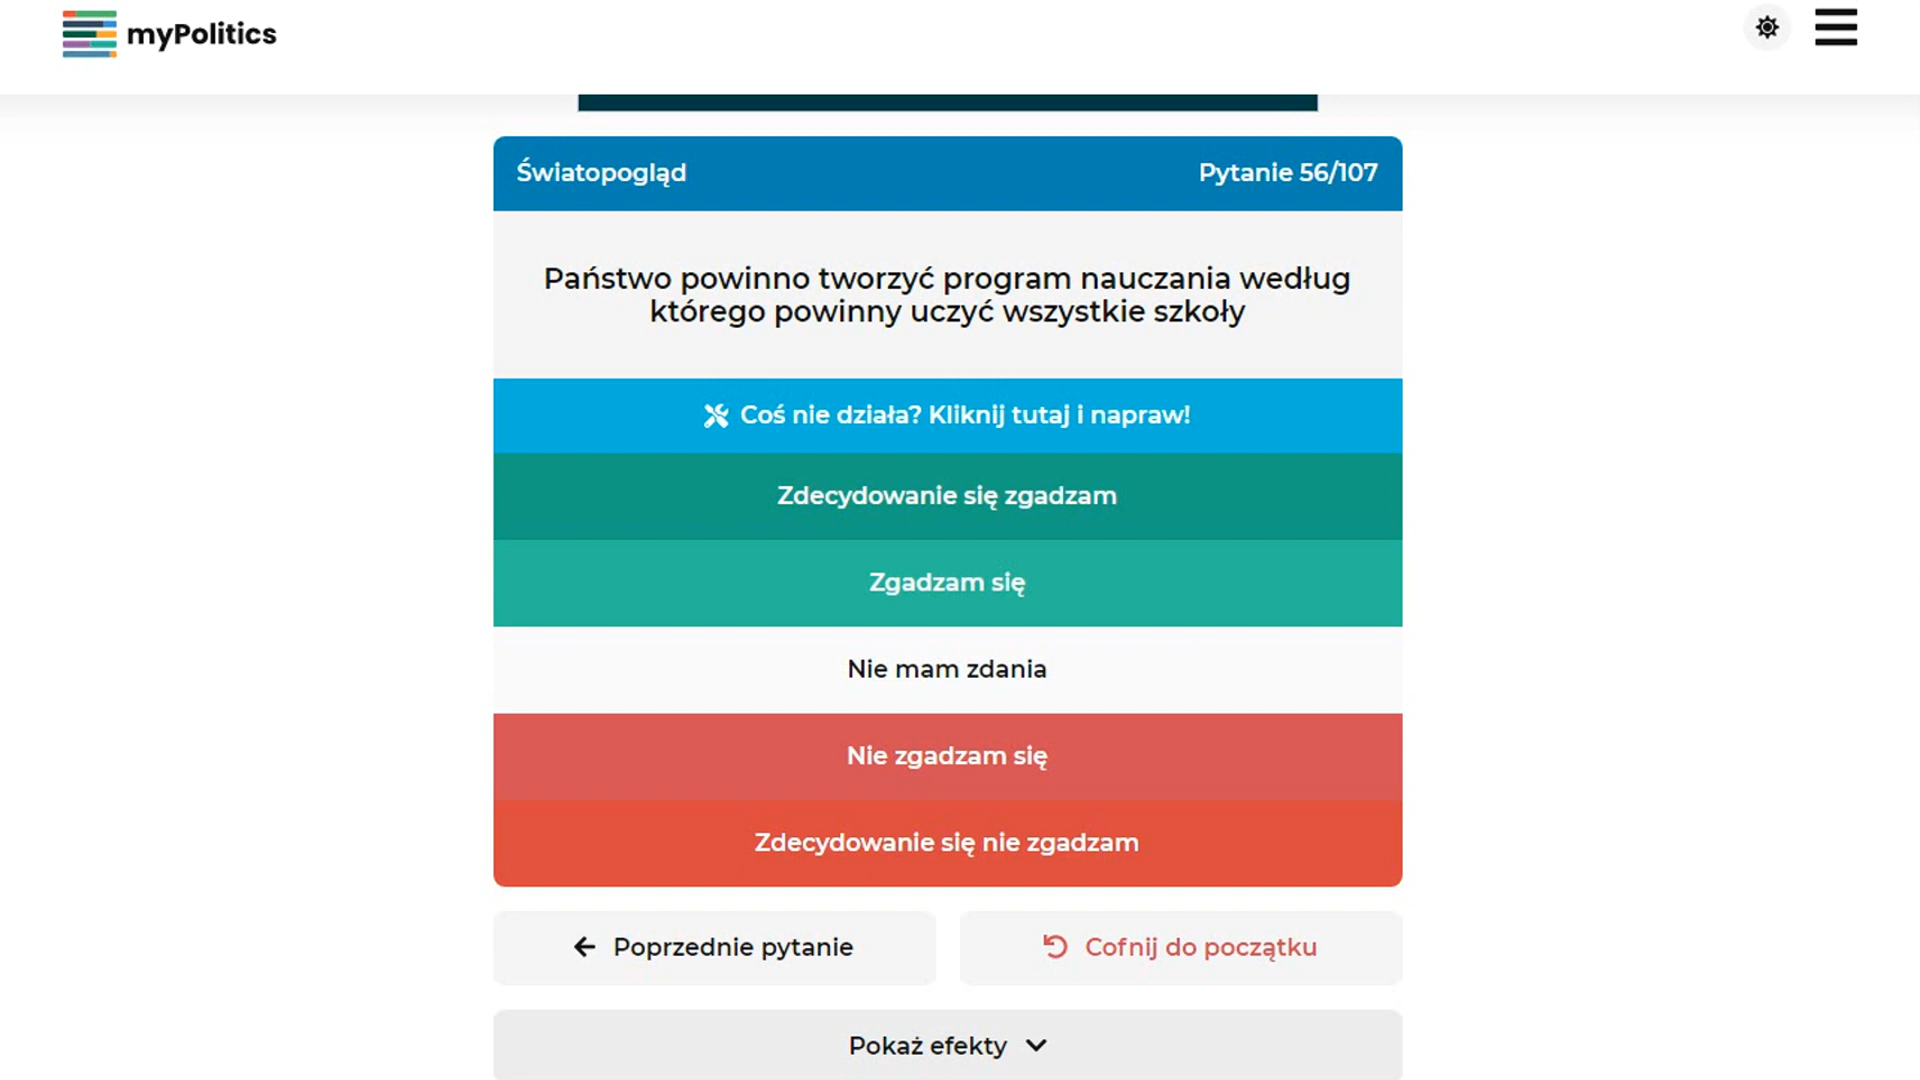 myPolitics
Światopogląd
Pytanie 56/107
Państwo powinno tworzyć program nauczania według
którego powinny uczyć wszystkie szkoły
Coś nie działa? Kliknij tutaj i napraw!
Zdecydowanie się zgadzam
Zgadzam się
Nie mam zdania
Nie zgadzam się
Zdecydowanie się nie zgadzam
Poprzednie pytanie
Cofnij do początku
Pokaż efekty